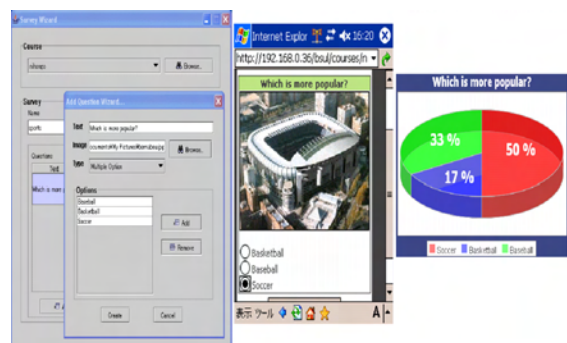 Survey Wizard
Course
Browse...
Survey
Name
sports
Questions
Text
Which is more p
Add Question Wizard...
Text Which is more popular?
Image
Browse...
Type Multiple Option
Options
Baseball
Basketball
Soccer
Add
Remove
Create Cancel
Internet Explor 16:20
http://192.168.0.36/bsul/courses/n
Which is more popular?
Basketball
Baseball
Soccer
表示 ツール A
Which is more popular?
33 %
50 %
17 %
Soccer Basketball Baseball